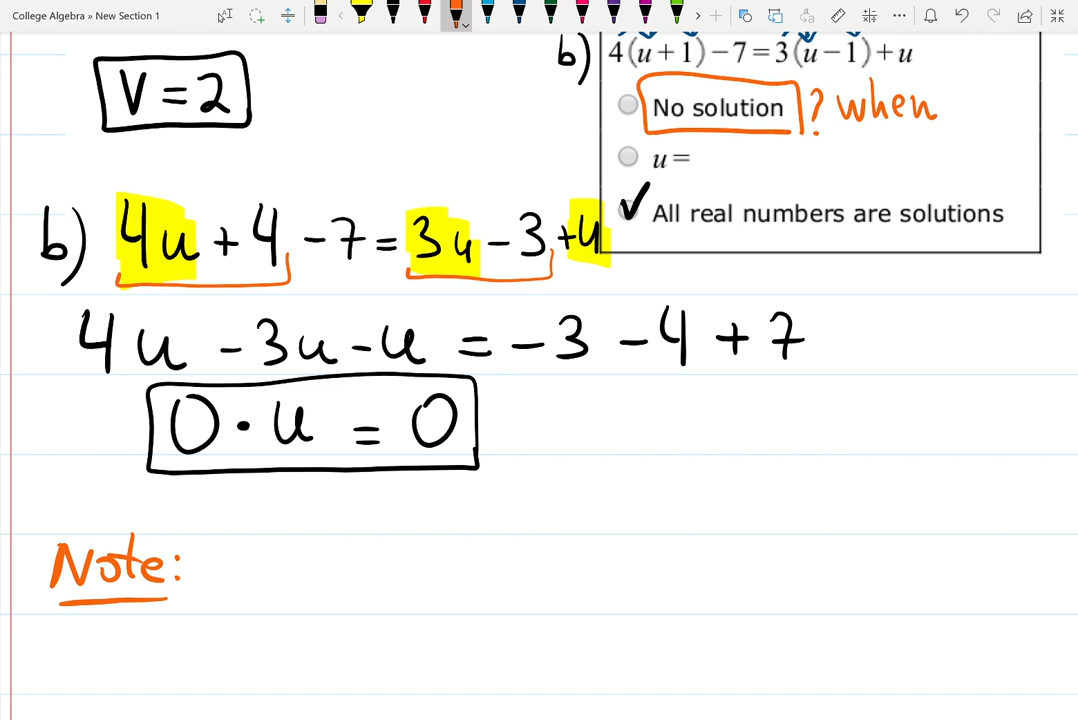 College Algebra » New Section 1
V = 2
b) 4(u + 1) − 7 = 3(u − 1) + u
No solution ? when
u =
All real numbers are solutions
b) 4u + 4 - 7 = 3u - 3 + u
4u - 3u - u = -3 - 4 + 7
0 · u = 0
Note: